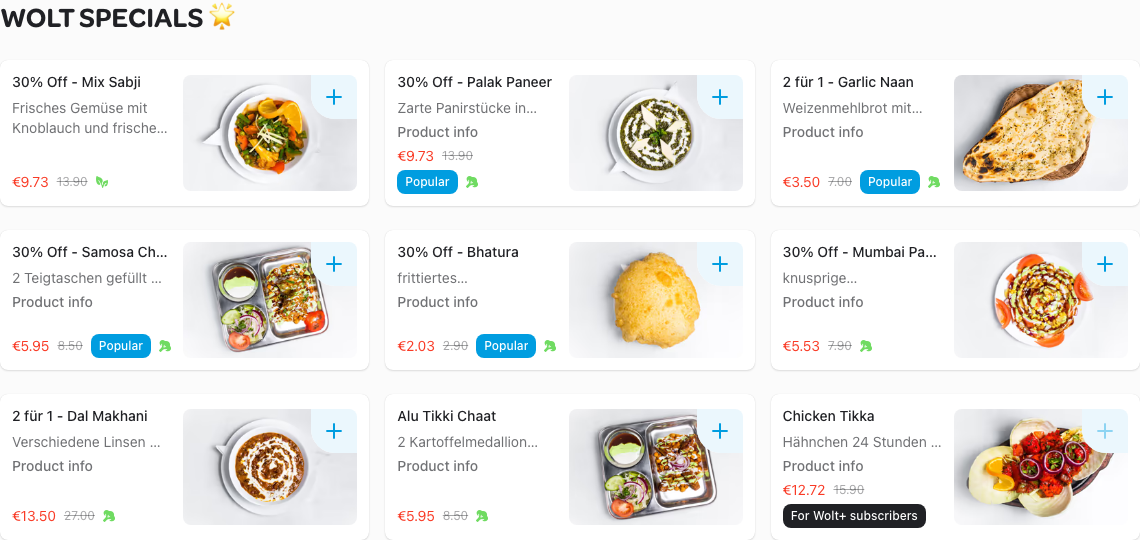 WOLT SPECIALS
30% Off - Mix Sabji
Frisches Gemüse mit
Knoblauch und frische...
€9.73 13.90
30% Off - Palak Paneer
Zarte Panirstücke in...
Product info
€9.73 13.90
Popular
2 für 1 - Garlic Naan
Weizenmehlbrot mit...
Product info
€3.50 7.00 Popular
30% Off - Samosa Ch...
2 Teigtaschen gefüllt ...
Product info
€5.95 8.50 Popular
30% Off - Bhatura
frittiertes...
Product info
€2.03 2.90 Popular
30% Off - Mumbai Pa...
knusprige...
Product info
€5.53 7.90
2 für 1 - Dal Makhani
Verschiedene Linsen ...
Product info
€13.50 27.00
Alu Tikki Chaat
2 Kartoffelmedallion...
Product info
€5.95 8.50
Chicken Tikka
Hähnchen 24 Stunden ...
Product info
€12.72 15.90
For Wolt+ subscribers